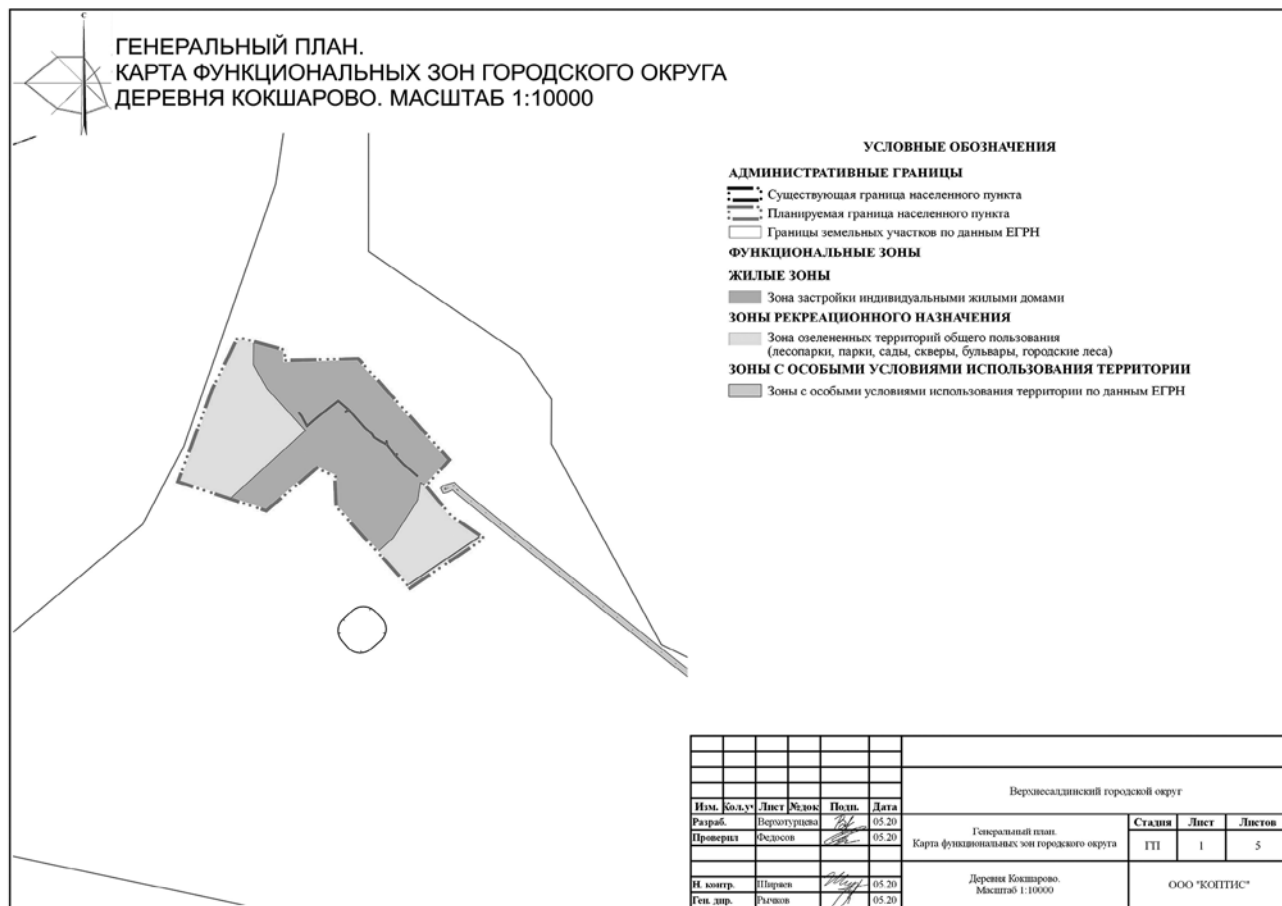 С
ГЕНЕРАЛЬНЫЙ ПЛАН.
КАРТА ФУНКЦИОНАЛЬНЫХ ЗОН ГОРОДСКОГО ОКРУГА
ДЕРЕВНЯ КОКШАРОВО. МАСШТАБ 1:10000
УСЛОВНЫЕ ОБОЗНАЧЕНИЯ
АДМИНИСТРАТИВНЫЕ ГРАНИЦЫ
Существующая граница населенного пункта
Планируемая граница населенного пункта
Границы земельных участков по данным ЕГРН
ФУНКЦИОНАЛЬНЫЕ ЗОНЫ
ЖИЛЫЕ ЗОНЫ
Зона застройки индивидуальными жилыми домами
ЗОНЫ РЕКРЕАЦИОННОГО НАЗНАЧЕНИЯ
Зона озелененных территорий общего пользования
(лесопарки, парки, сады, скверы, бульвары, городские леса)
ЗОНЫ С ОСОБЫМИ УСЛОВИЯМИ ИСПОЛЬЗОВАНИЯ ТЕРРИТОРИИ
Зоны с особыми условиями использования территории по данным ЕГРН
Верхнесалдинский городской округ
Изм. Кол.уч Лист №док Подп. Дата
Разраб. Верхотурцева 05.20
Проверил Федосов 05.20
Генеральный план.
Карта функциональных зон городского округа
Стадия Лист Листов
ГП 1 5
Н. контр. Ширяев 05.20
Ген. дир. Рычков 05.20
Деревня Кокшарово.
Масштаб 1:10000
ООО "КОПТИС"